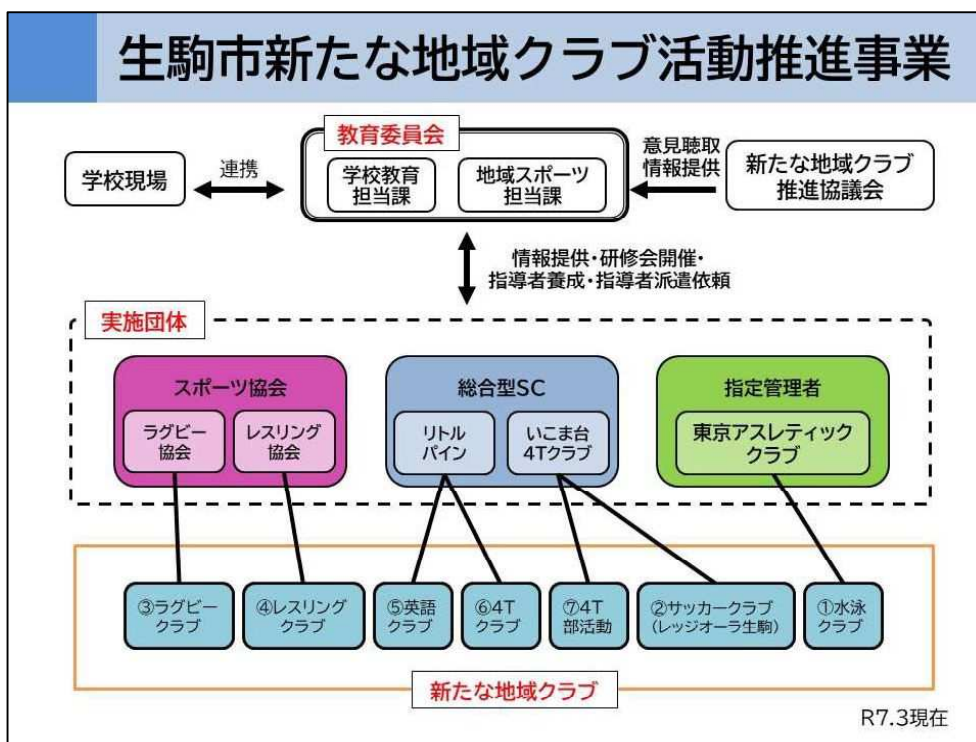 生駒市新たな地域クラブ活動推進事業
教育委員会
学校現場
連携
学校教育
担当課
地域スポーツ
担当課
意見聴取
情報提供
新たな地域クラブ
推進協議会
情報提供・研修会開催・
指導者養成・指導者派遣依頼
実施団体
スポーツ協会
ラグビー
協会
レスリング
協会
総合型SC
リトル
パイン
いこま台
4Tクラブ
指定管理者
東京アスレティック
クラブ
③ラグビー
クラブ
④レスリング
クラブ
⑤英語
クラブ
⑥4T
クラブ
⑦4T
部活動
②サッカークラブ
(レッジオーラ生駒)
①水泳
クラブ
新たな地域クラブ
R7.3現在